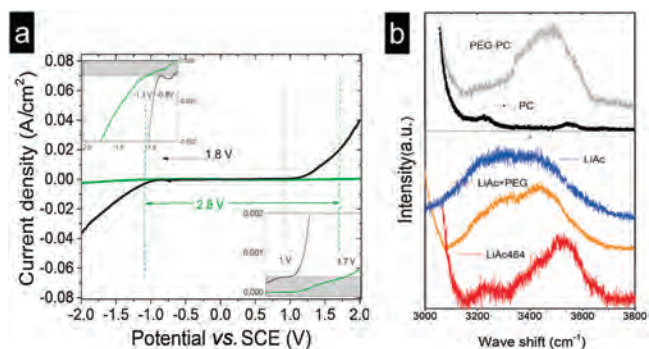 a
Current density (A/cm²)
0.08
0.06
0.04
0.02
0.00
-0.02
-0.04
-0.06
-0.08
-2.0 -1.5 -1.0 -0.5 0.0 0.5 1.0 1.5 2.0
Potential vs. SCE (V)
-0.8V
1.8 V
2.8 V
0.002
0.001
0.000
1 V
1.7 V
b
Intensity(a.u.)
PEG-PC
PC
LiAc
LiAc+PEG
LiAc464
3000 3200 3400 3600 3800
Wave shift (cm⁻¹)